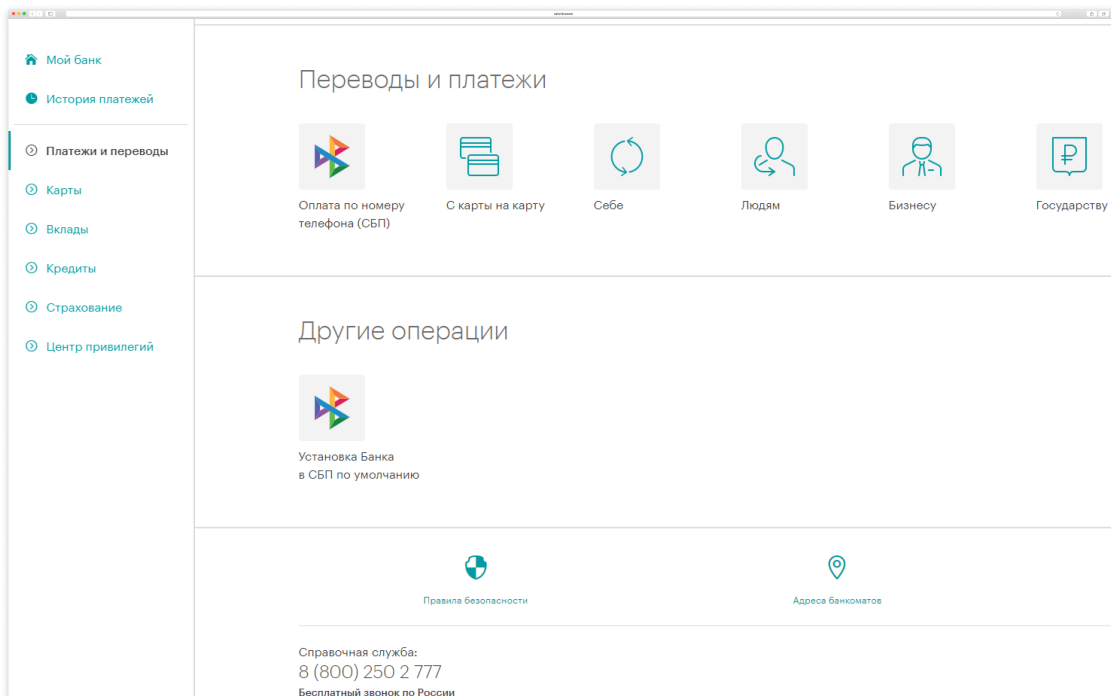 Мой банк
История платежей
Платежи и переводы
Карты
Вклады
Кредиты
Страхование
Центр привилегий
Переводы и платежи
Оплата по номеру
телефона (СБП)
С карты на карту
Себе
Людям
Бизнесу
Государству
Другие операции
Установка Банка
в СБП по умолчанию
Правила безопасности
Адреса банкоматов
Справочная служба:
8 (800) 250 2 777
Бесплатный звонок по России